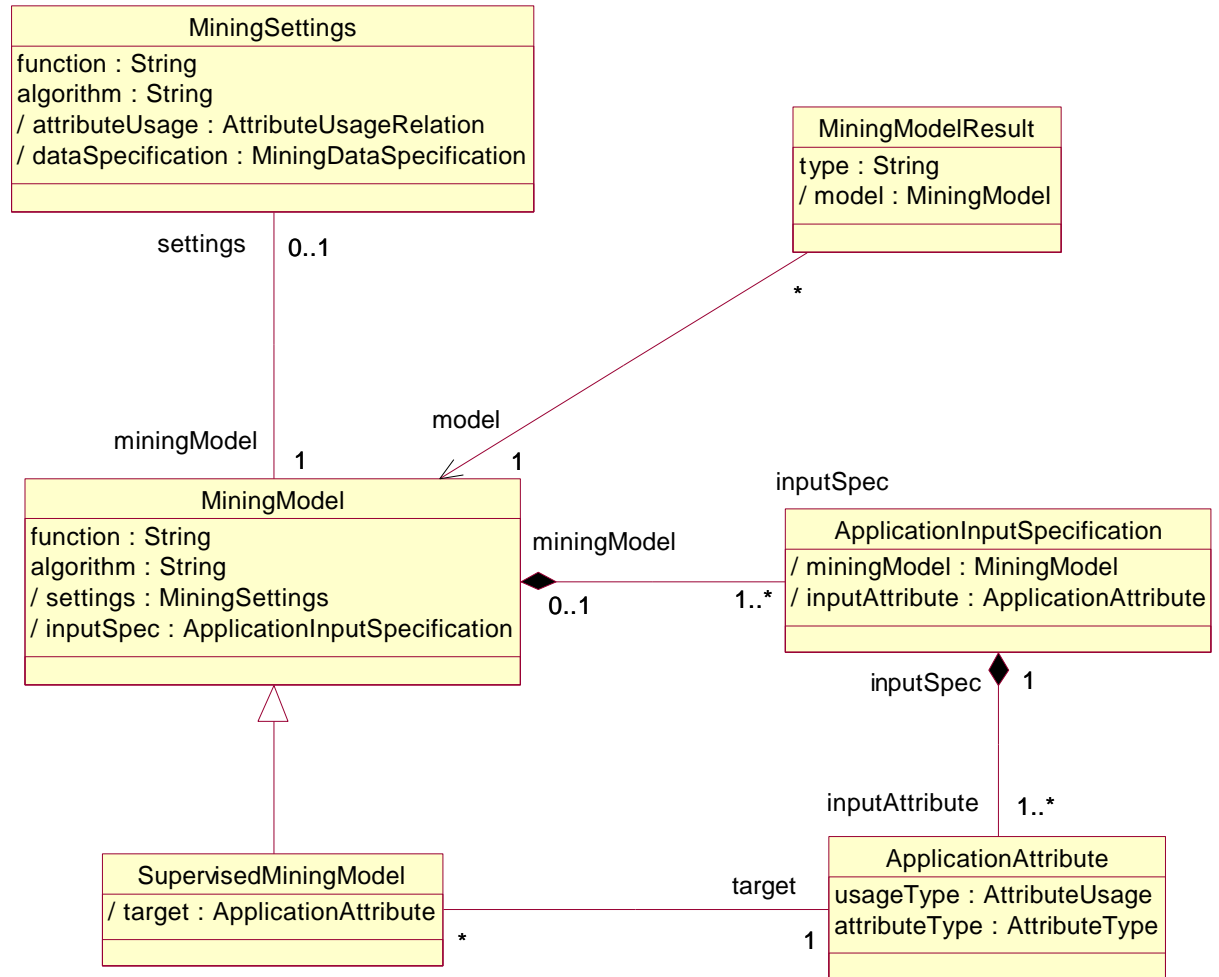 MiningSettings
function : String
algorithm : String
/ attributeUsage : AttributeUsageRelation
/ dataSpecification : MiningDataSpecification
settings
0..1
MiningModelResult
type : String
/ model : MiningModel
*
model
1
miningModel
1
MiningModel
function : String
algorithm : String
/ settings : MiningSettings
/ inputSpec : ApplicationInputSpecification
miningModel
0..1
inputSpec
1..*
ApplicationInputSpecification
/ miningModel : MiningModel
/ inputAttribute : ApplicationAttribute
inputSpec
1
inputAttribute
1..*
SupervisedMiningModel
/ target : ApplicationAttribute
*
target
1
ApplicationAttribute
usageType : AttributeUsage
attributeType : AttributeType